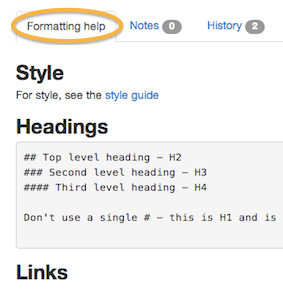 Formatting help Notes 0 History 2
Style
For style, see the style guide
Headings
## Top level heading – H2
### Second level heading – H3
#### Third level heading – H4
Don't use a single # – this is H1 and is
Links